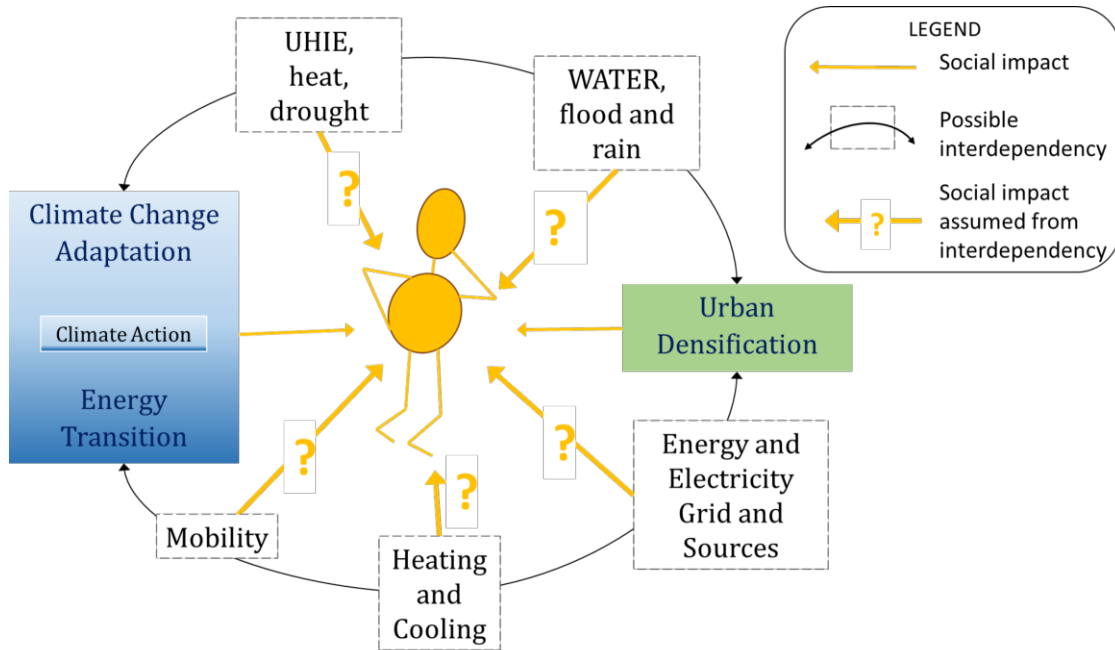 UHIE,
heat,
drought
?
WATER,
flood and
rain
?
Climate Change
Adaptation
Climate Action
Energy
Transition
Urban
Densification
?
Mobility
?
Heating
and
Cooling
?
Energy and
Electricity
Grid and
Sources
LEGEND
Social impact
Possible
interdependency
?
Social impact
assumed from
interdependency